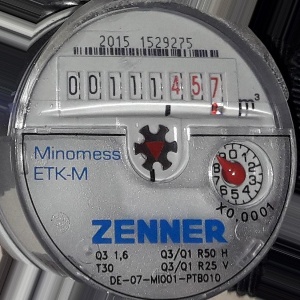 2015 1529275
00111457
m³
Minomess
ETK-M
X0,0001
ZENNER
Q3 1,6 Q3/Q1 R50 H
T30 Q3/Q1 R25 V
DE-07-MI001-PTB010